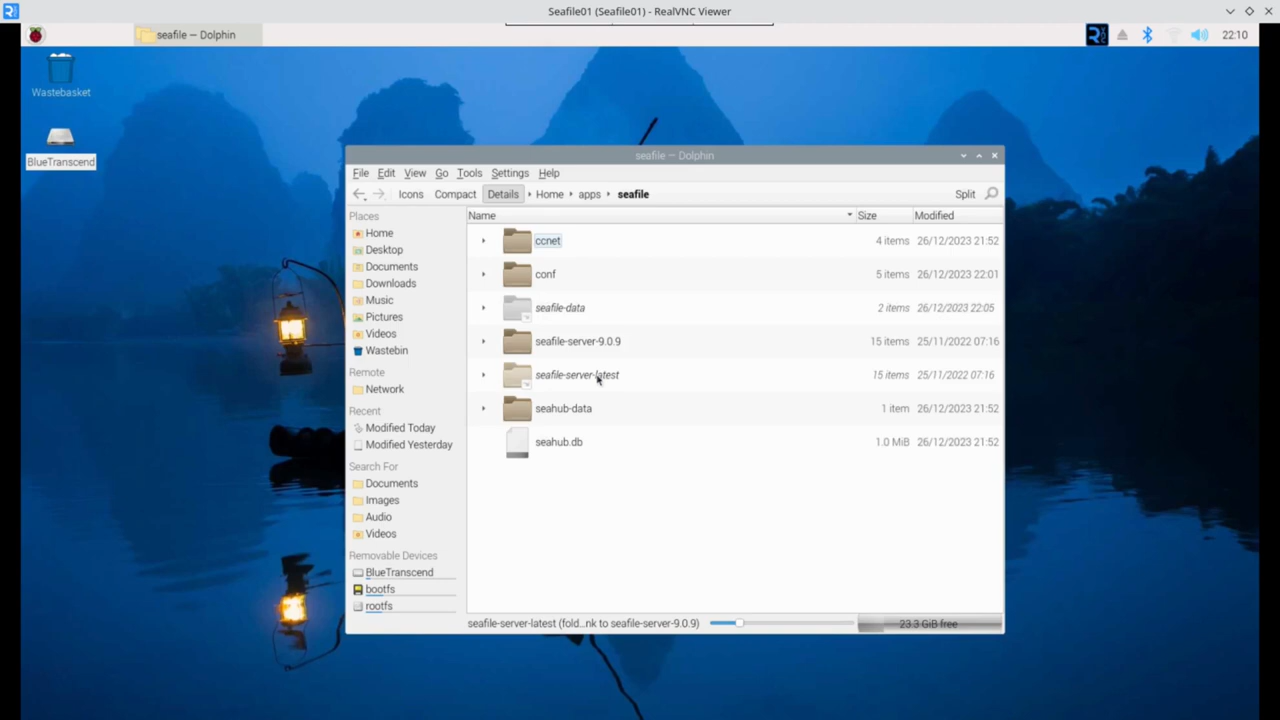 Seafile01 (Seafile01) - RealVNC Viewer
seafile — Dolphin
22:10
Wastebasket
BlueTranscend
seafile — Dolphin
File Edit View Go Tools Settings Help
Icons Compact Details Home apps seafile Split
Places
Home
Desktop
Documents
Downloads
Music
Pictures
Videos
Wastebin
Remote
Network
Recent
Modified Today
Modified Yesterday
Search For
Documents
Images
Audio
Videos
Removable Devices
BlueTranscend
bootfs
rootfs
Name Size Modified
ccnet 4 items 26/12/2023 21:52
conf 5 items 26/12/2023 22:01
seafile-data 2 items 26/12/2023 22:05
seafile-server-9.0.9 15 items 25/11/2022 07:16
seafile-server-latest 15 items 25/11/2022 07:16
seahub-data 1 item 26/12/2023 21:52
seahub.db 1.0 MiB 26/12/2023 21:52
seafile-server-latest (fold…nk to seafile-server-9.0.9) 23.3 GiB free